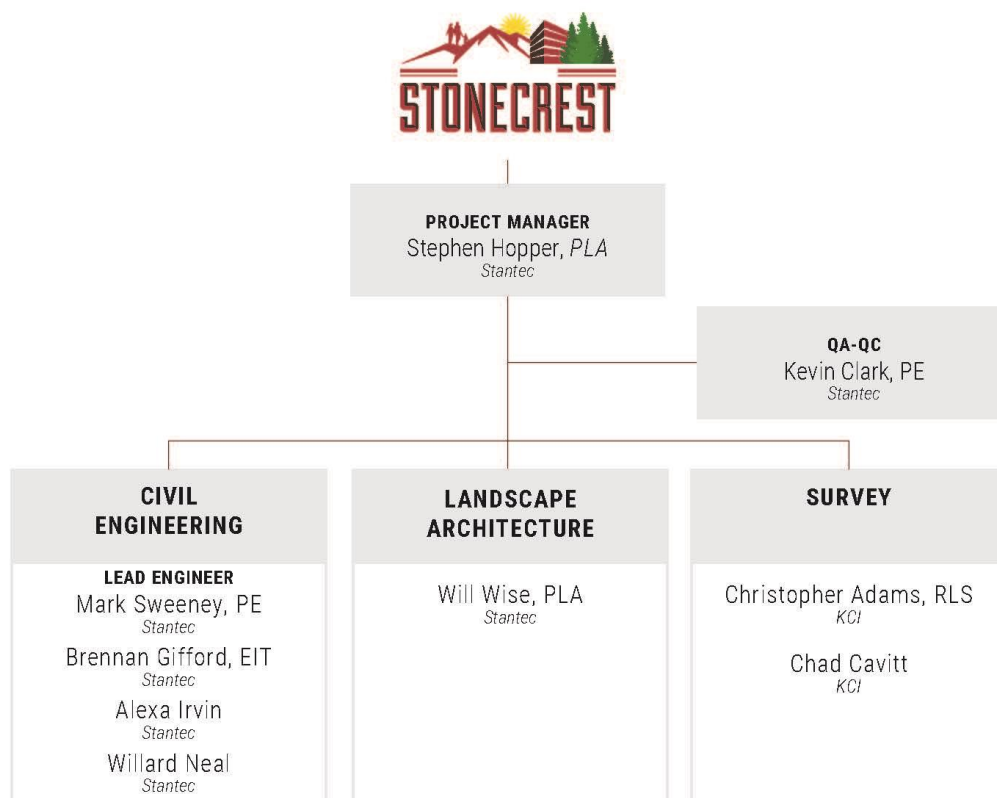 STONECREST
PROJECT MANAGER
Stephen Hopper, PLA
Stantec
QA-QC
Kevin Clark, PE
Stantec
CIVIL
ENGINEERING
LEAD ENGINEER
Mark Sweeney, PE
Stantec
Brennan Gifford, EIT
Stantec
Alexa Irvin
Stantec
Willard Neal
Stantec
LANDSCAPE
ARCHITECTURE
Will Wise, PLA
Stantec
SURVEY
Christopher Adams, RLS
KCI
Chad Cavitt
KCI